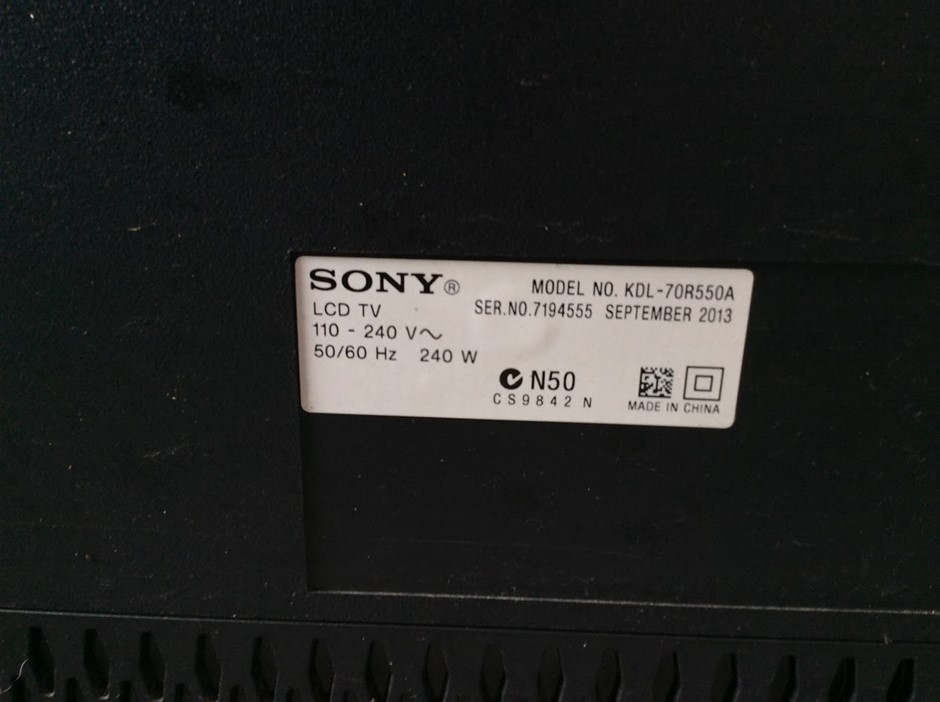 SONY®
MODEL NO. KDL-70R550A
LCD TV
SER.NO.7194555 SEPTEMBER 2013
110 - 240 V~
50/60 Hz 240 W
N50
CS9842 N
MADE IN CHINA